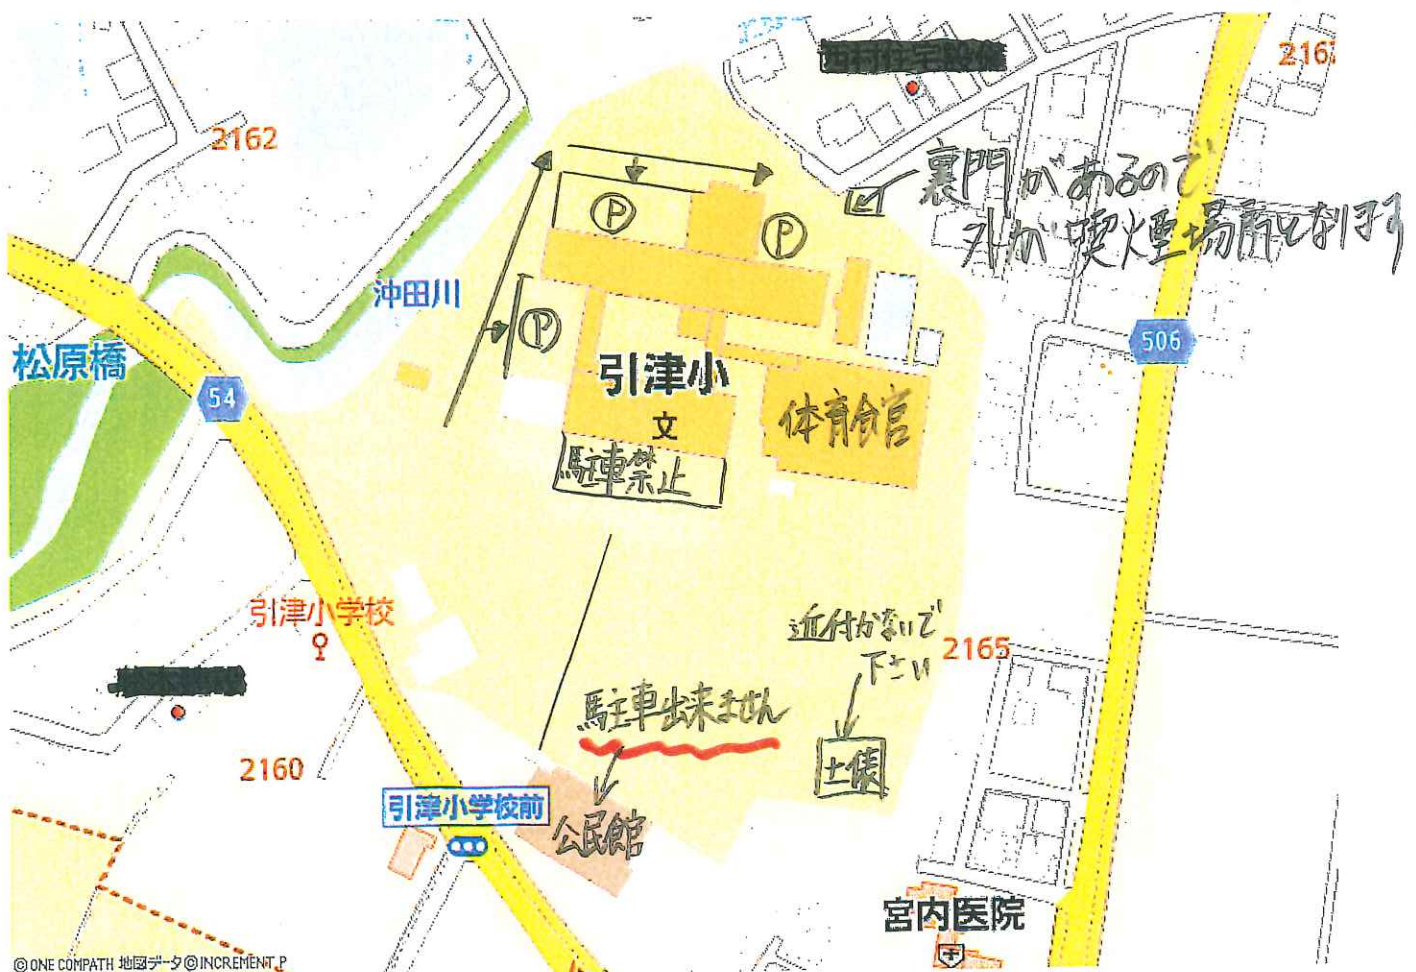 2162
216
裏門があるので
外が喫煙場所となります
Ⓟ
Ⓟ
沖田川
Ⓟ
506
松原橋
54
引津小
文
体育館
駐車禁止
引津小学校
近付かないで
下さい
2165
駐車出来ません
土俵
2160
引津小学校前
公民館
宮内医院
©ONE COMPATH 地図データ©INCREMENT P